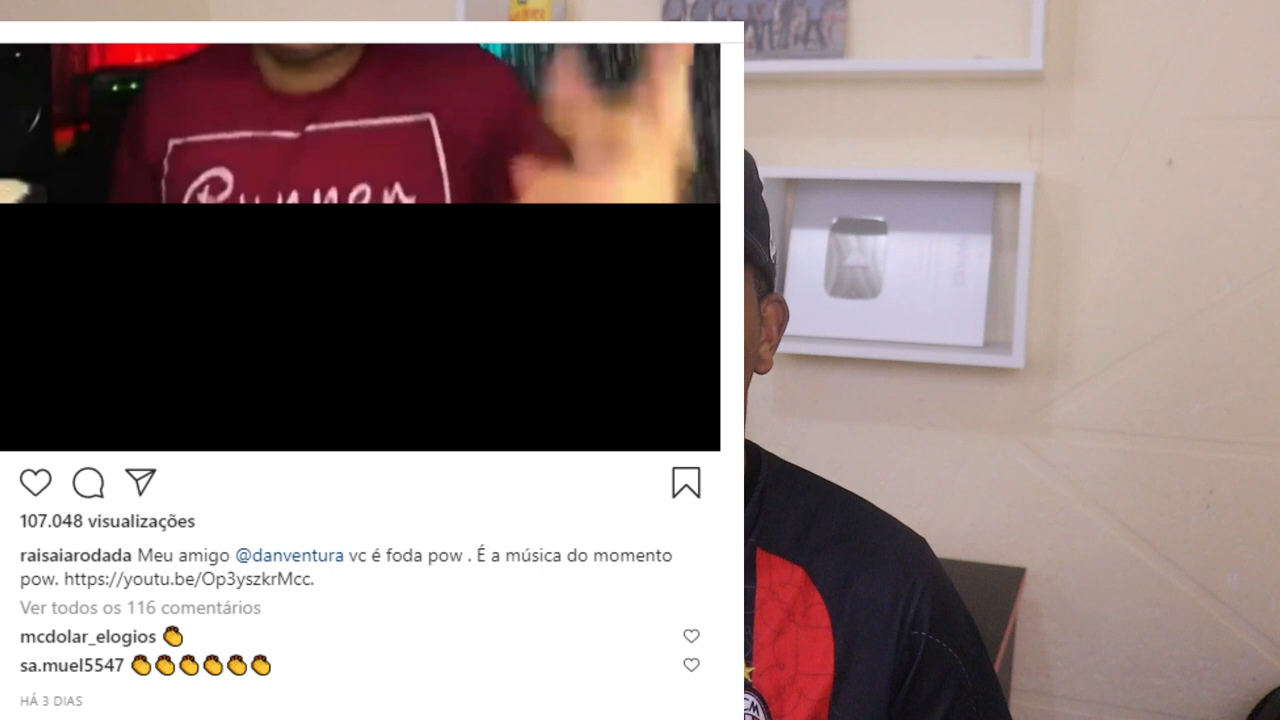 Runner
107.048 visualizações
raisaiarodada Meu amigo @danventura vc é foda pow . É a música do momento
pow. https://youtu.be/Op3yszkrMcc.
Ver todos os 116 comentários
mcdolar_elogios 👏
sa.muel5547 👏👏👏👏👏👏
HÁ 3 DIAS